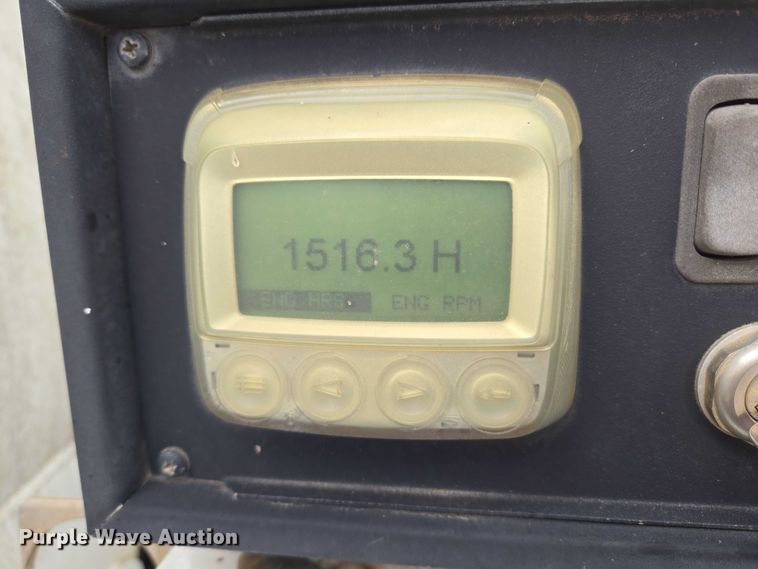 1516.3 H
ENG HRS ENG RPM
Purple Wave Auction